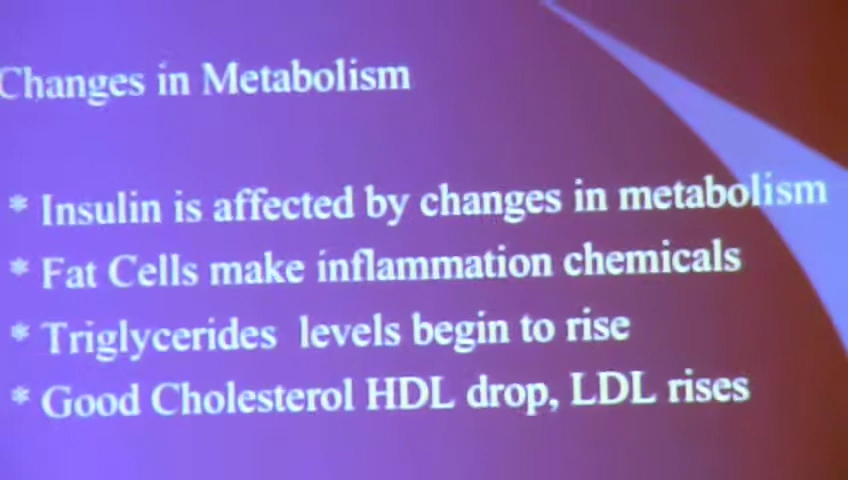 Changes in Metabolism
* Insulin is affected by changes in metabolism
* Fat Cells make inflammation chemicals
* Triglycerides levels begin to rise
* Good Cholesterol HDL drop, LDL rises